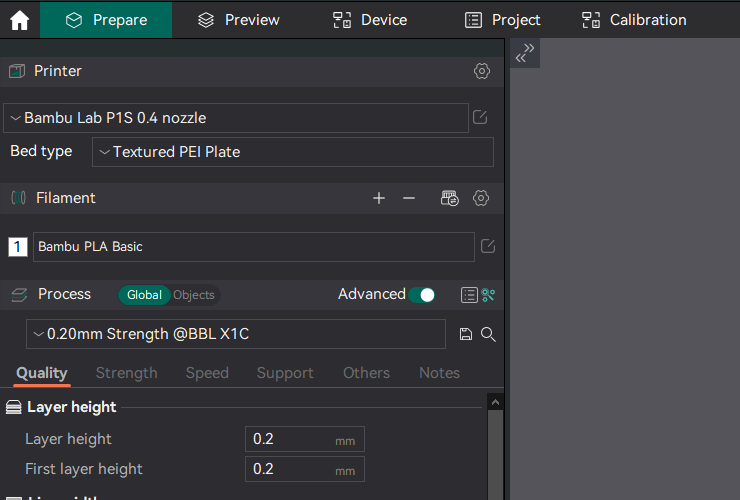 Prepare Preview Device Project Calibration
Printer
Bambu Lab P1S 0.4 nozzle
Bed type Textured PEI Plate
Filament
1 Bambu PLA Basic
Process Global Objects Advanced
0.20mm Strength @BBL X1C
Quality Strength Speed Support Others Notes
Layer height
Layer height 0.2 mm
First layer height 0.2 mm